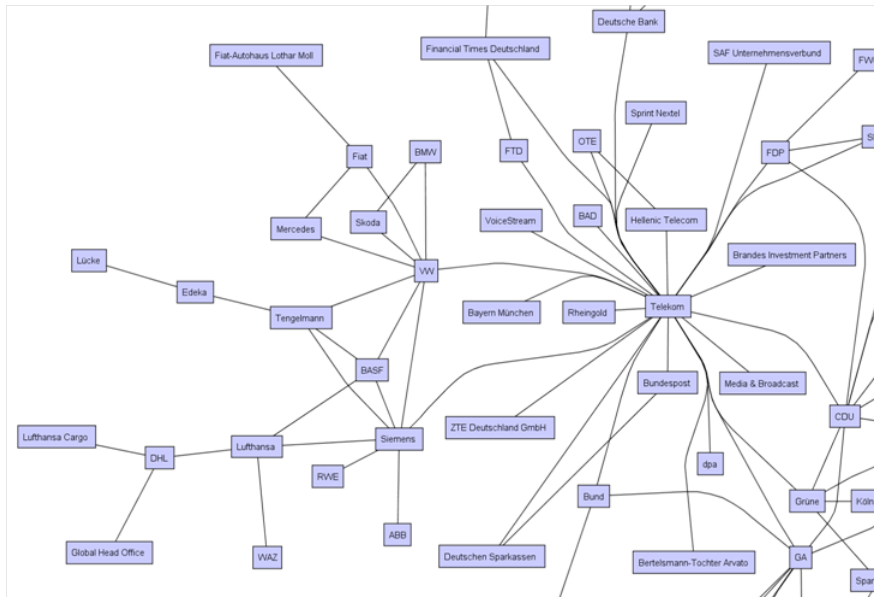 Deutsche Bank
Fiat-Autohaus Lothar Moll
Financial Times Deutschland
SAF Unternehmensverbund
Sprint Nextel
OTE
FTD
BMW
Fiat
FDP
Mercedes
Skoda
VoiceStream
BAD
Hellenic Telecom
Lücke
VW
Brandes Investment Partners
Edeka
Tengelmann
Bayern München
Rheingold
Telekom
BASF
Bundespost
Media & Broadcast
CDU
ZTE Deutschland GmbH
Lufthansa Cargo
DHL
Lufthansa
Siemens
RWE
dpa
Bund
Grüne
Köln
ABB
Global Head Office
WAZ
Deutschen Sparkassen
Bertelsmann-Tochter Arvato
GA